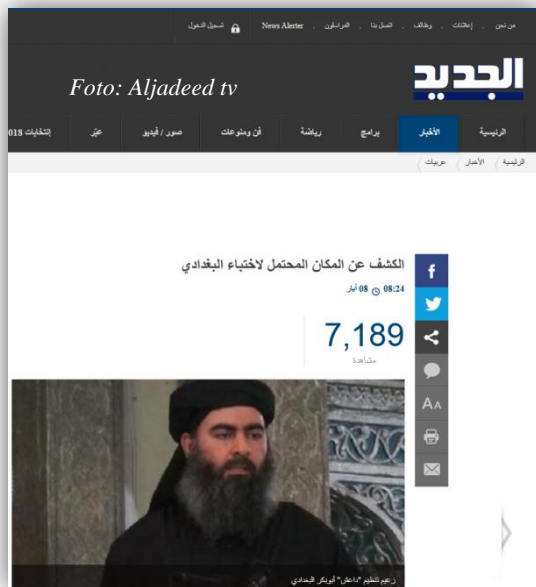 من نحن . إعلانات . وظائف . اتصل بنا . المراسلون . News Alerter تسجيل الدخول
الجديد
Foto: Aljadeed tv
الرئيسية الأخبار برامج رياضة فن ومنوعات صور / فيديو عبّر إنتخابات 018
الرئيسية الأخبار عربيات
الكشف عن المكان المحتمل لاختباء البغدادي
08:24 08 أيار
7,189
مشاهدة
AA
زعيم تنظيم "داعش" أبوبكر البغدادي